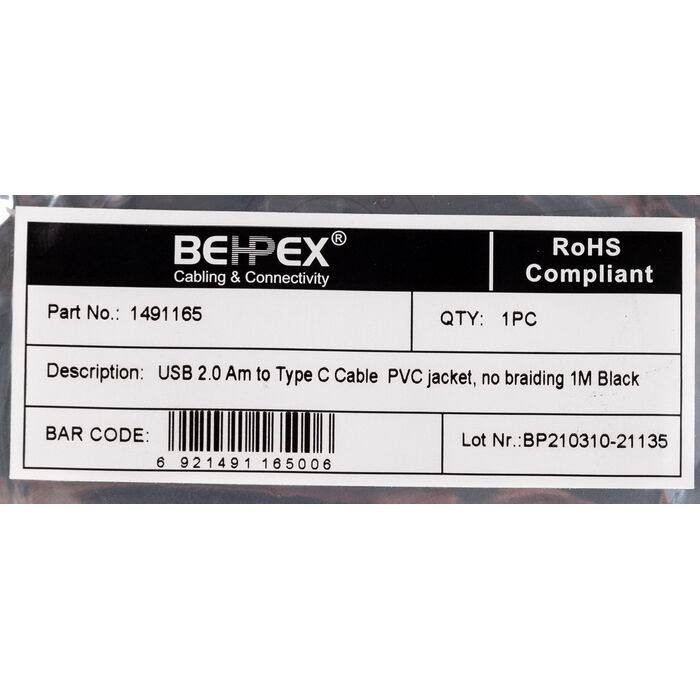 BEHPEX®
Cabling & Connectivity
RoHS
Compliant
Part No.: 1491165
QTY: 1PC
Description: USB 2.0 Am to Type C Cable PVC jacket, no braiding 1M Black
BAR CODE:
6 921491 165006
Lot Nr.:BP210310-21135